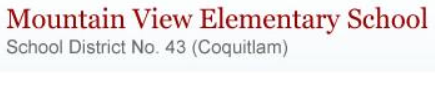 Mountain View Elementary School
School District No. 43 (Coquitlam)